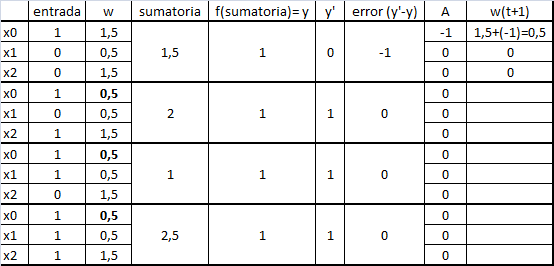 entrada w sumatoria f(sumatoria)= y y' error (y'-y) A w(t+1)
x0 1 1,5 -1 1,5+(-1)=0,5
x1 0 0,5 1,5 1 0 -1 0 0
x2 0 1,5 0 0
x0 1 0,5 0
x1 0 0,5 2 1 1 0 0
x2 1 1,5 0
x0 1 0,5 0
x1 1 0,5 1 1 1 0 0
x2 0 1,5 0
x0 1 0,5 0
x1 1 0,5 2,5 1 1 0 0
x2 1 1,5 0